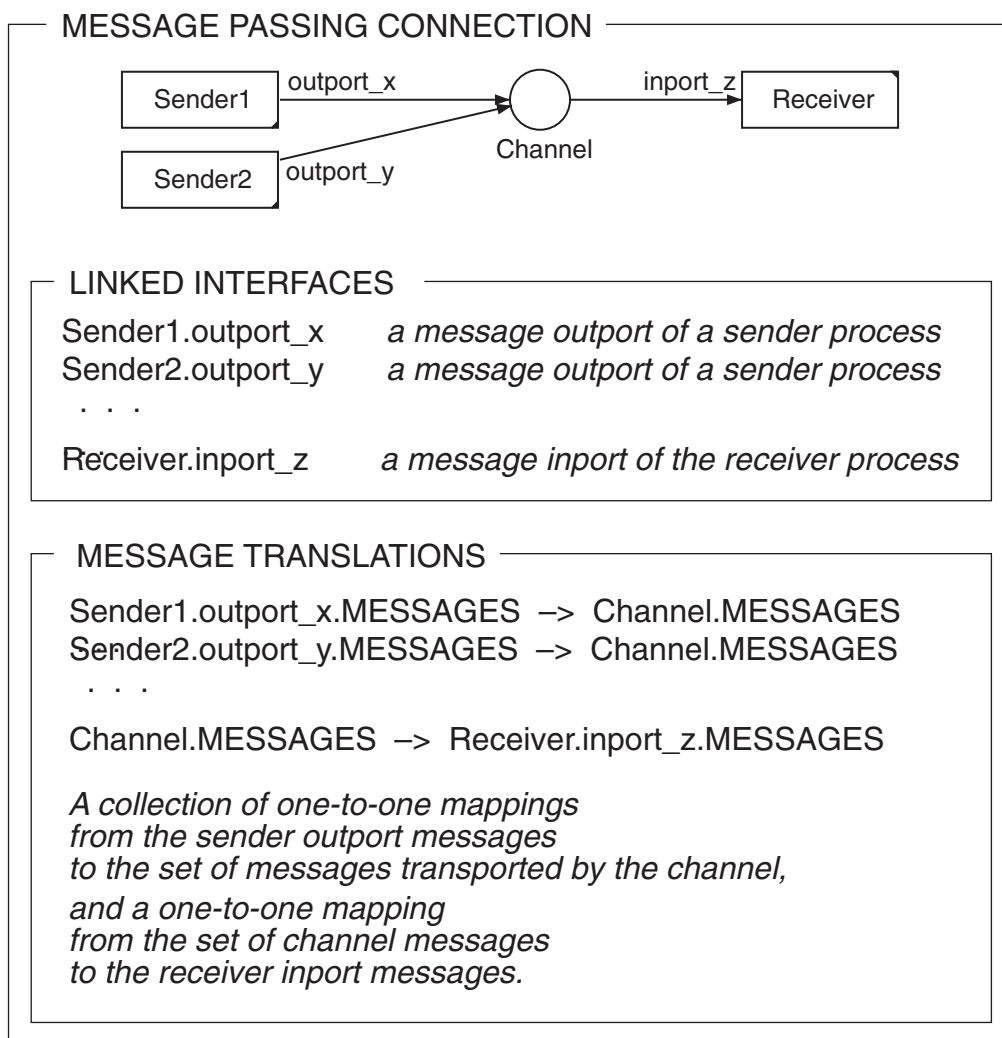 MESSAGE PASSING CONNECTION
outport_x
inport_z
Sender1
Receiver
Channel
Sender2
outport_y
LINKED INTERFACES
Sender1.outport_x a message outport of a sender process
Sender2.outport_y a message outport of a sender process
. . .
Receiver.inport_z a message inport of the receiver process
MESSAGE TRANSLATIONS
Sender1.outport_x.MESSAGES –> Channel.MESSAGES
Sender2.outport_y.MESSAGES –> Channel.MESSAGES
. . .
Channel.MESSAGES –> Receiver.inport_z.MESSAGES
A collection of one-to-one mappings
from the sender outport messages
to the set of messages transported by the channel,
and a one-to-one mapping
from the set of channel messages
to the receiver inport messages.